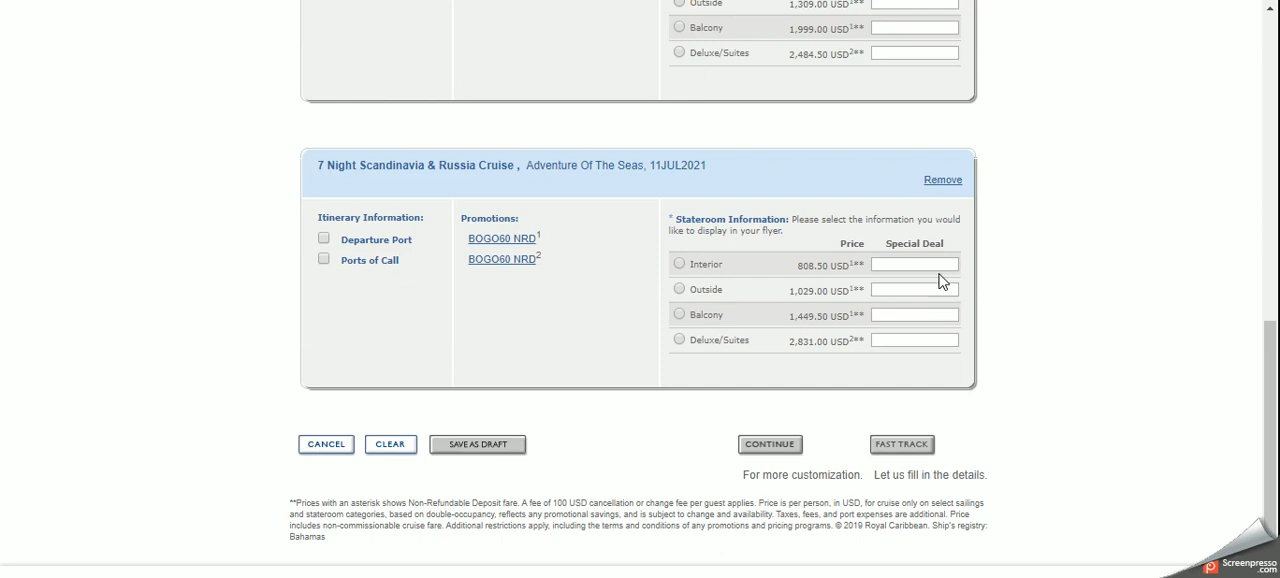 Outside 1,309.00 USD1**
Balcony 1,999.00 USD1**
Deluxe/Suites 2,484.50 USD2**
7 Night Scandinavia & Russia Cruise , Adventure Of The Seas, 11JUL2021
Remove
Itinerary Information:
Departure Port
Ports of Call
Promotions:
BOGO60 NRD1
BOGO60 NRD2
* Stateroom Information: Please select the information you would
like to display in your flyer.
Price Special Deal
Interior 808.50 USD1**
Outside 1,029.00 USD1**
Balcony 1,449.50 USD1**
Deluxe/Suites 2,831.00 USD2**
CANCEL CLEAR SAVE AS DRAFT CONTINUE FAST TRACK
For more customization. Let us fill in the details.
**Prices with an asterisk shows Non-Refundable Deposit fare. A fee of 100 USD cancellation or change fee per guest applies. Price is per person, in USD, for cruise only on select sailings
and stateroom categories, based on double-occupancy, reflects any promotional savings, and is subject to change and availability. Taxes, fees, and port expenses are additional. Price
includes non-commissionable cruise fare. Additional restrictions apply, including the terms and conditions of any promotions and pricing programs. © 2019 Royal Caribbean. Ship's registry:
Bahamas
Screenpresso
.com